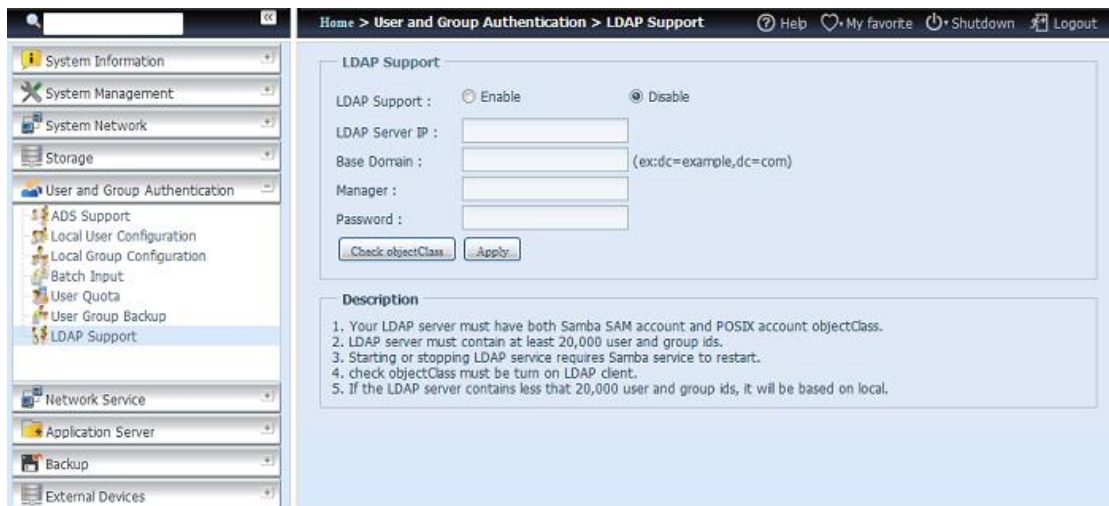 Home > User and Group Authentication > LDAP Support
Help
My favorite
Shutdown
Logout
System Information
System Management
System Network
Storage
User and Group Authentication
ADS Support
Local User Configuration
Local Group Configuration
Batch Input
User Quota
User Group Backup
LDAP Support
Network Service
Application Server
Backup
External Devices
LDAP Support
LDAP Support : Enable Disable
LDAP Server IP :
Base Domain : (ex:dc=example,dc=com)
Manager :
Password :
Check objectClass Apply
Description
1. Your LDAP server must have both Samba SAM account and POSIX account objectClass.
2. LDAP server must contain at least 20,000 user and group ids.
3. Starting or stopping LDAP service requires Samba service to restart.
4. check objectClass must be turn on LDAP client.
5. If the LDAP server contains less that 20,000 user and group ids, it will be based on local.